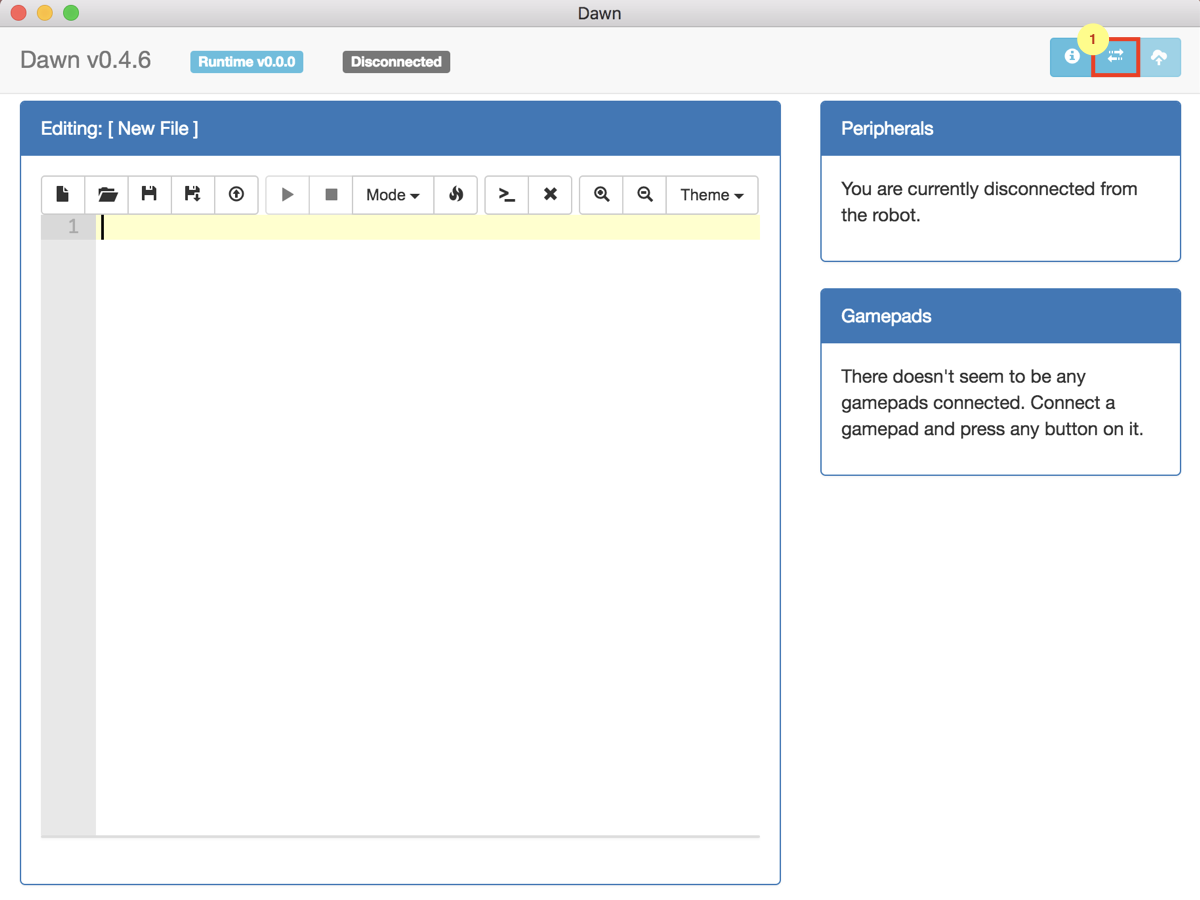 Dawn
Dawn v0.4.6
Runtime v0.0.0
Disconnected
1
Editing: [ New File ]
Mode
Theme
1
Peripherals
You are currently disconnected from
the robot.
Gamepads
There doesn't seem to be any
gamepads connected. Connect a
gamepad and press any button on it.